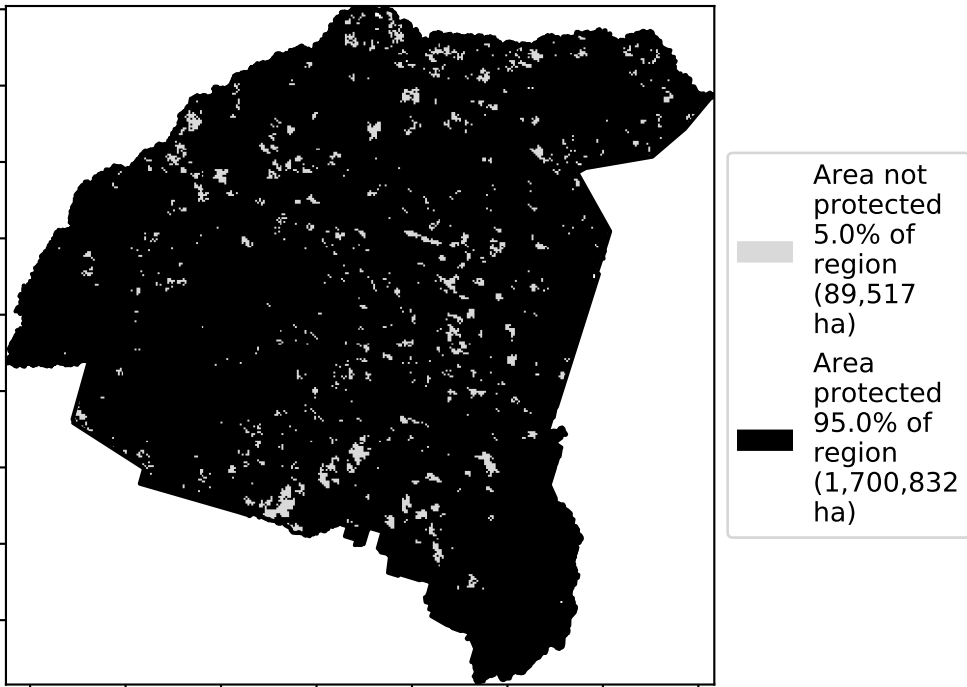 Area not
protected
5.0% of
region
(89,517
ha)
Area
protected
95.0% of
region
(1,700,832
ha)